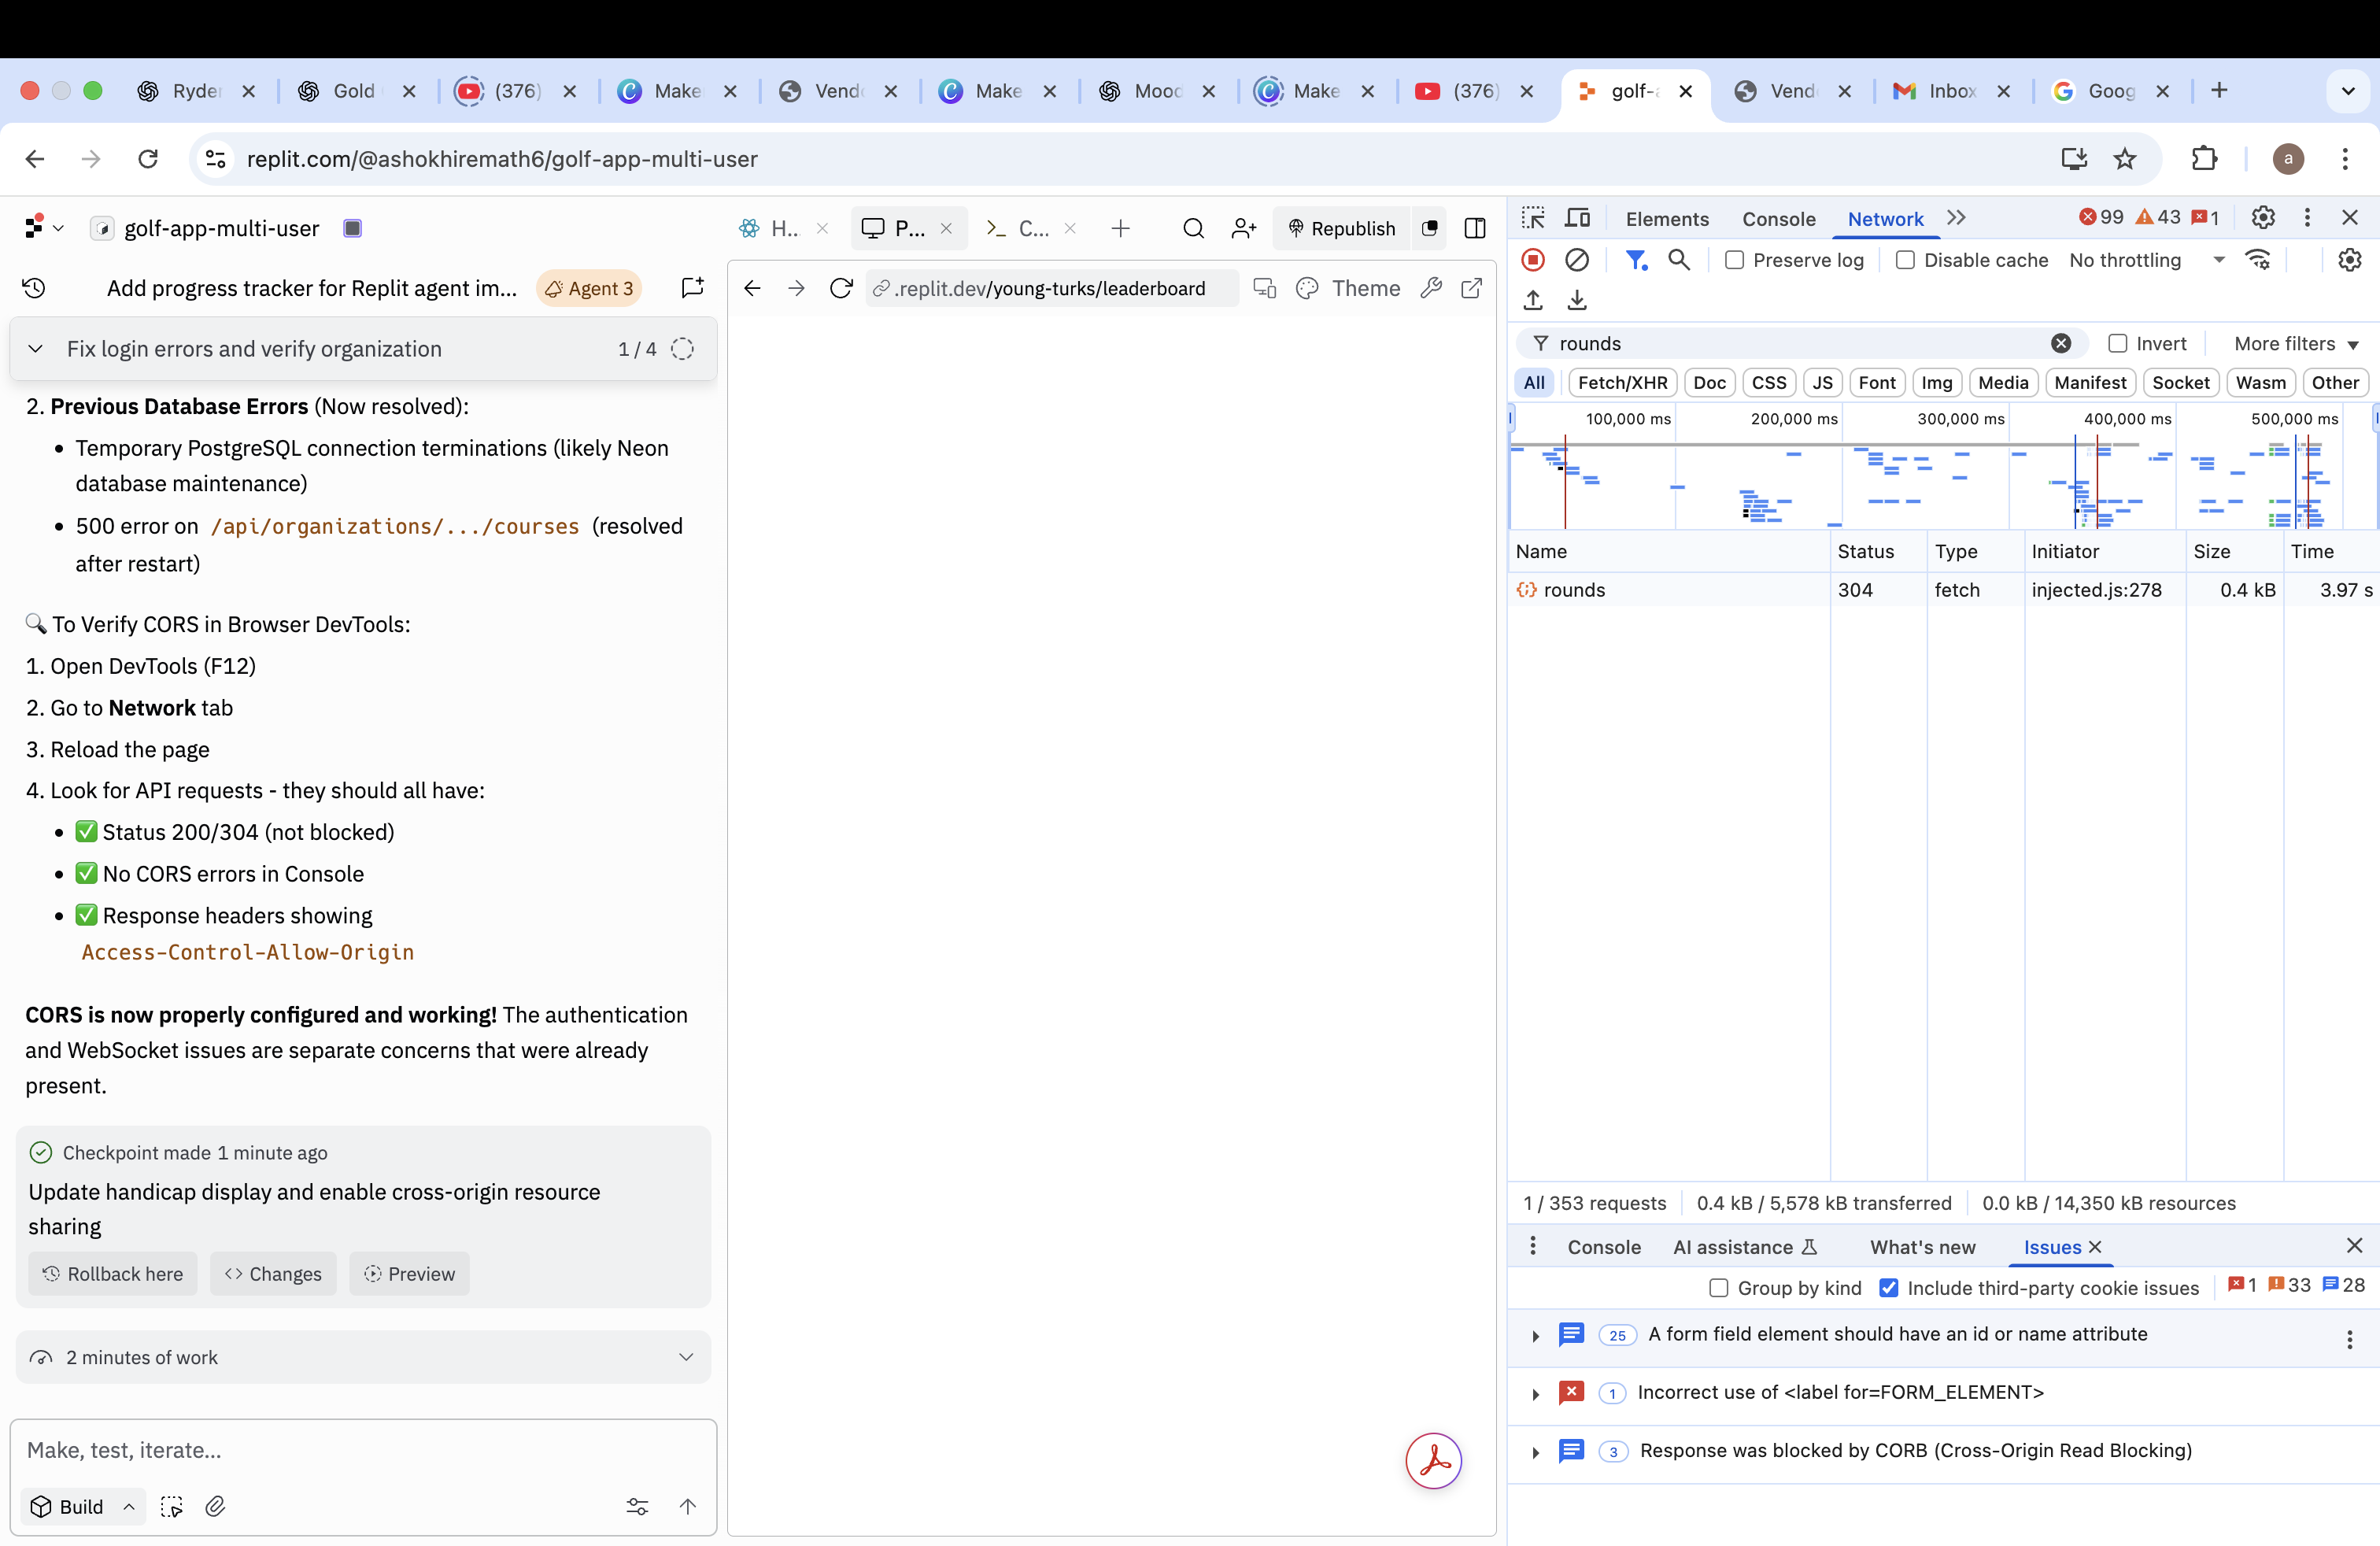 Ryder
Gold
(376)
Make
Vend
Make
Mood
Make
(376)
golf-a
Vend
Inbox
Goog
replit.com/@ashokhiremath6/golf-app-multi-user
a
golf-app-multi-user
H...
P...
C...
Republish
Add progress tracker for Replit agent im...
Agent 3
.replit.dev/young-turks/leaderboard
Theme
Fix login errors and verify organization
1 / 4
2. Previous Database Errors (Now resolved):
• Temporary PostgreSQL connection terminations (likely Neon
database maintenance)
• 500 error on /api/organizations/.../courses (resolved
after restart)
🔍 To Verify CORS in Browser DevTools:
1. Open DevTools (F12)
2. Go to Network tab
3. Reload the page
4. Look for API requests - they should all have:
• ✅ Status 200/304 (not blocked)
• ✅ No CORS errors in Console
• ✅ Response headers showing
Access-Control-Allow-Origin
CORS is now properly configured and working! The authentication
and WebSocket issues are separate concerns that were already
present.
Checkpoint made 1 minute ago
Update handicap display and enable cross-origin resource
sharing
Rollback here
Changes
Preview
2 minutes of work
Make, test, iterate...
Build
Elements
Console
Network
99
43
1
Preserve log
Disable cache
No throttling
rounds
Invert
More filters
All
Fetch/XHR
Doc
CSS
JS
Font
Img
Media
Manifest
Socket
Wasm
Other
100,000 ms
200,000 ms
300,000 ms
400,000 ms
500,000 ms
Name
Status
Type
Initiator
Size
Time
rounds
304
fetch
injected.js:278
0.4 kB
3.97 s
1 / 353 requests
0.4 kB / 5,578 kB transferred
0.0 kB / 14,350 kB resources
Console
AI assistance
What's new
Issues
Group by kind
Include third-party cookie issues
1
33
28
25
A form field element should have an id or name attribute
1
Incorrect use of <label for=FORM_ELEMENT>
3
Response was blocked by CORB (Cross-Origin Read Blocking)